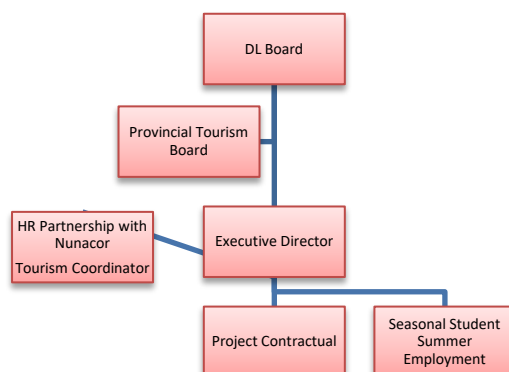 DL Board
Provincial Tourism
Board
HR Partnership with
Nunacor
Tourism Coordinator
Executive Director
Project Contractual
Seasonal Student
Summer
Employment